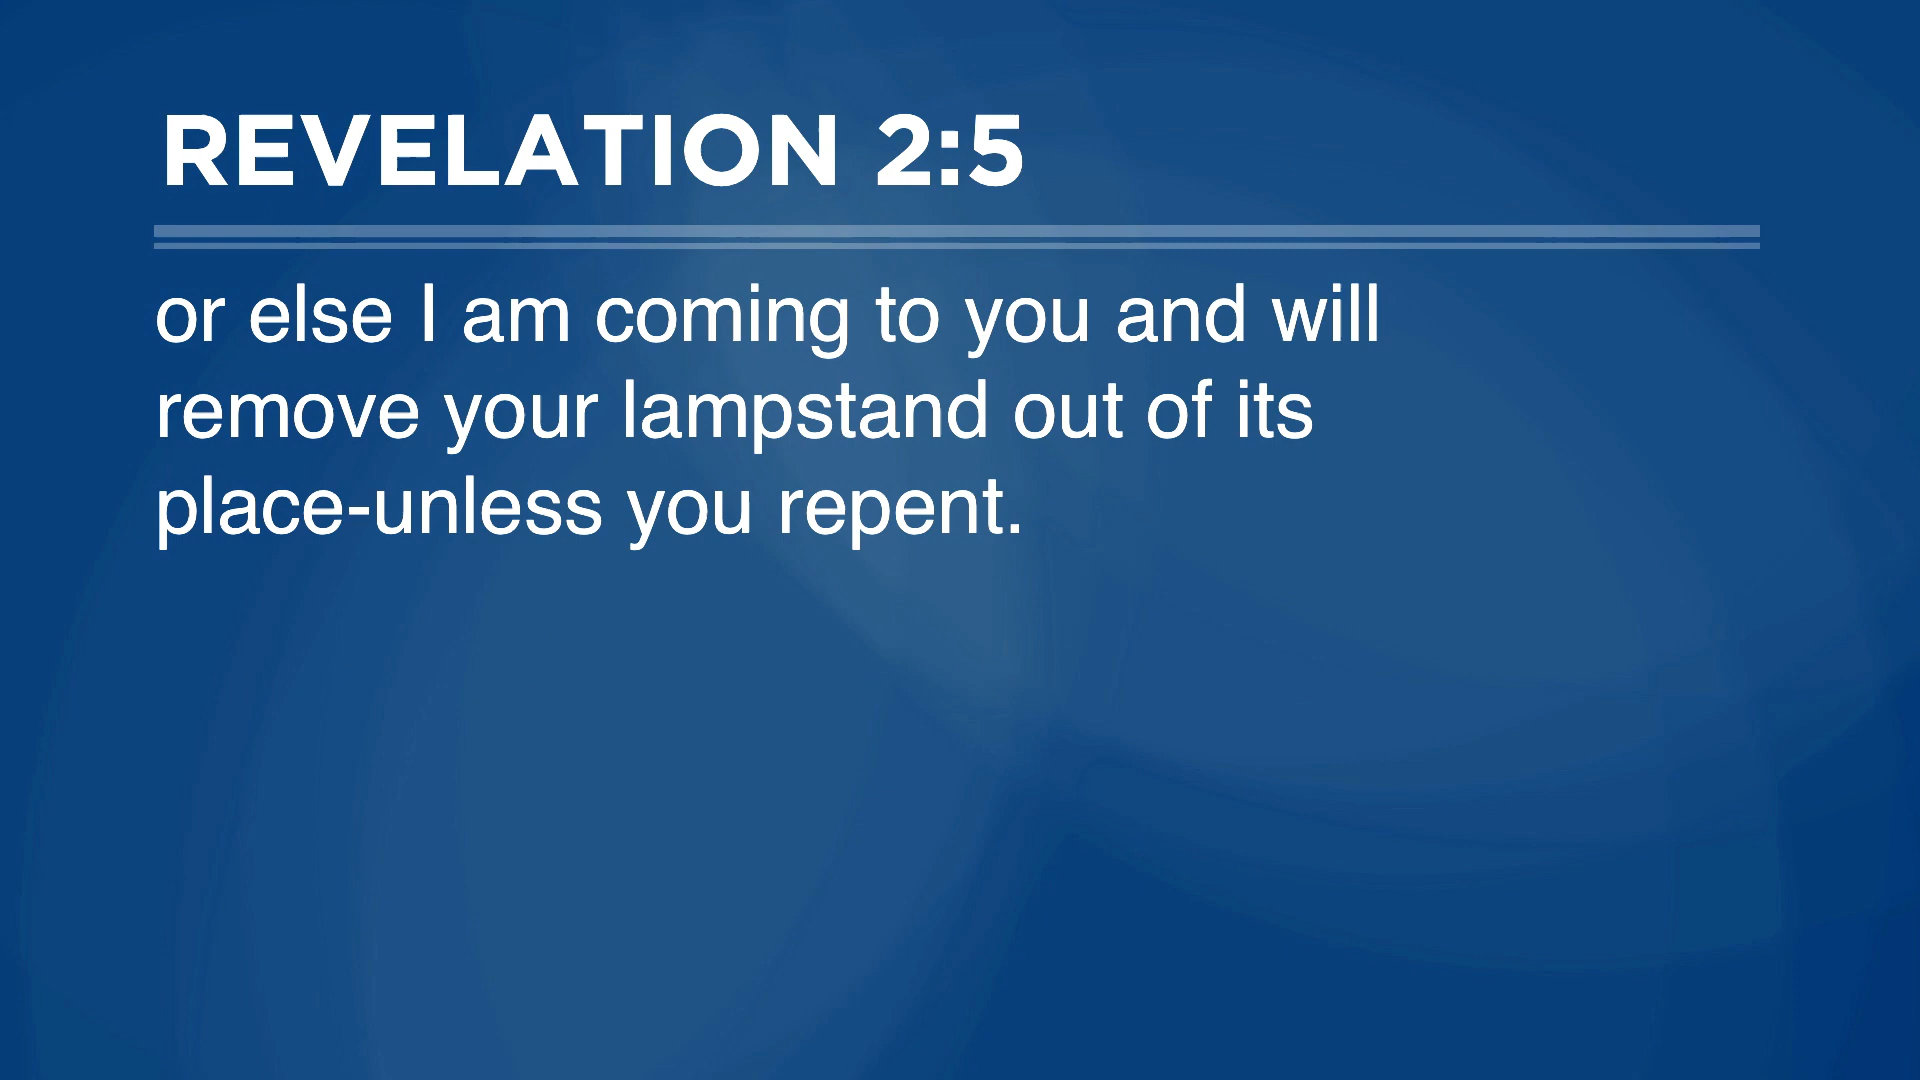 REVELATION 2:5
or else I am coming to you and will
remove your lampstand out of its
place-unless you repent.